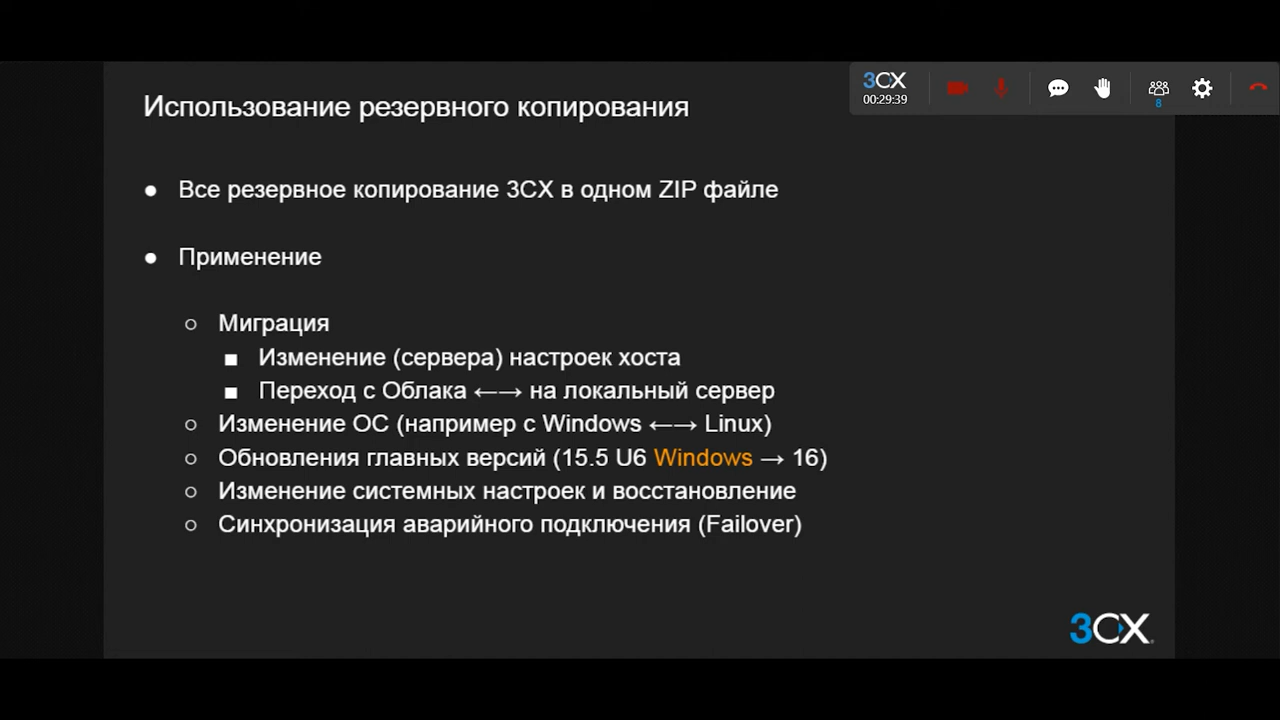 3CX
00:29:39
8
Использование резервного копирования
● Все резервное копирование 3CX в одном ZIP файле
● Применение
○ Миграция
■ Изменение (сервера) настроек хоста
■ Переход с Облака ←→ на локальный сервер
○ Изменение ОС (например с Windows ←→ Linux)
○ Обновления главных версий (15.5 U6 Windows → 16)
○ Изменение системных настроек и восстановление
○ Синхронизация аварийного подключения (Failover)
3CX